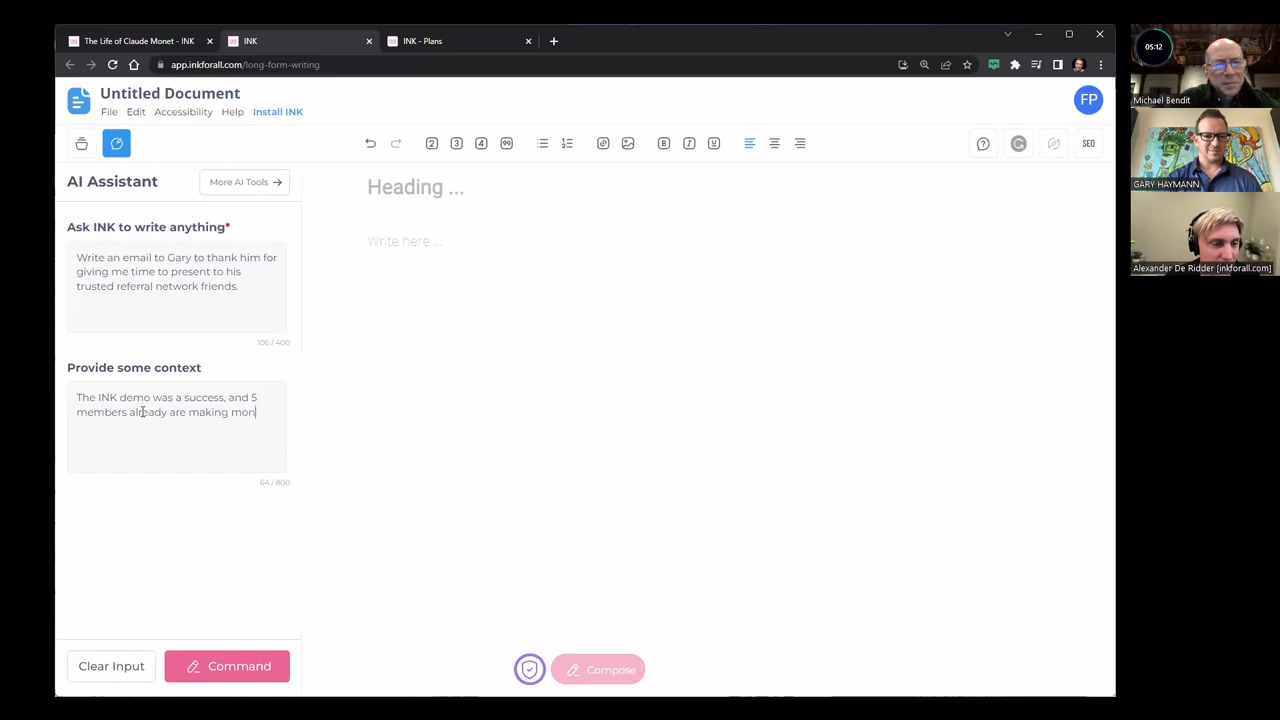 The Life of Claude Monet - INK
INK
INK - Plans
app.inkforall.com/long-form-writing
Untitled Document
File Edit Accessibility Help Install INK
FP
2 3 4
SEO
AI Assistant
More AI Tools →
Ask INK to write anything*
Write an email to Gary to thank him for
giving me time to present to his
trusted referral network friends.
106 / 400
Provide some context
The INK demo was a success, and 5
members already are making mon
64 / 800
Clear Input
Command
Heading ...
Write here ...
Compose
05:12
Michael Bendit
GARY HAYMANN
Alexander De Ridder [inkforall.com]